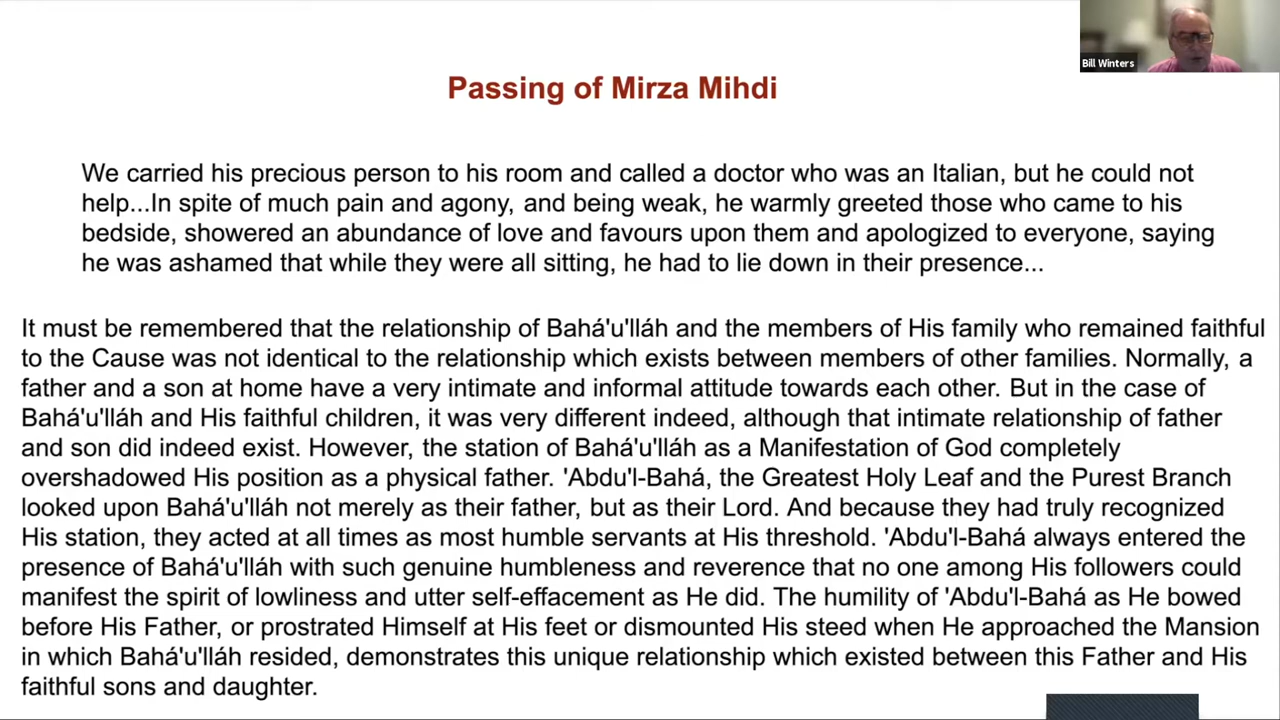 Bill Winters
Passing of Mirza Mihdi
We carried his precious person to his room and called a doctor who was an Italian, but he could not
help...In spite of much pain and agony, and being weak, he warmly greeted those who came to his
bedside, showered an abundance of love and favours upon them and apologized to everyone, saying
he was ashamed that while they were all sitting, he had to lie down in their presence...
It must be remembered that the relationship of Bahá'u'lláh and the members of His family who remained faithful
to the Cause was not identical to the relationship which exists between members of other families. Normally, a
father and a son at home have a very intimate and informal attitude towards each other. But in the case of
Bahá'u'lláh and His faithful children, it was very different indeed, although that intimate relationship of father
and son did indeed exist. However, the station of Bahá'u'lláh as a Manifestation of God completely
overshadowed His position as a physical father. 'Abdu'l-Bahá, the Greatest Holy Leaf and the Purest Branch
looked upon Bahá'u'lláh not merely as their father, but as their Lord. And because they had truly recognized
His station, they acted at all times as most humble servants at His threshold. 'Abdu'l-Bahá always entered the
presence of Bahá'u'lláh with such genuine humbleness and reverence that no one among His followers could
manifest the spirit of lowliness and utter self-effacement as He did. The humility of 'Abdu'l-Bahá as He bowed
before His Father, or prostrated Himself at His feet or dismounted His steed when He approached the Mansion
in which Bahá'u'lláh resided, demonstrates this unique relationship which existed between this Father and His
faithful sons and daughter.